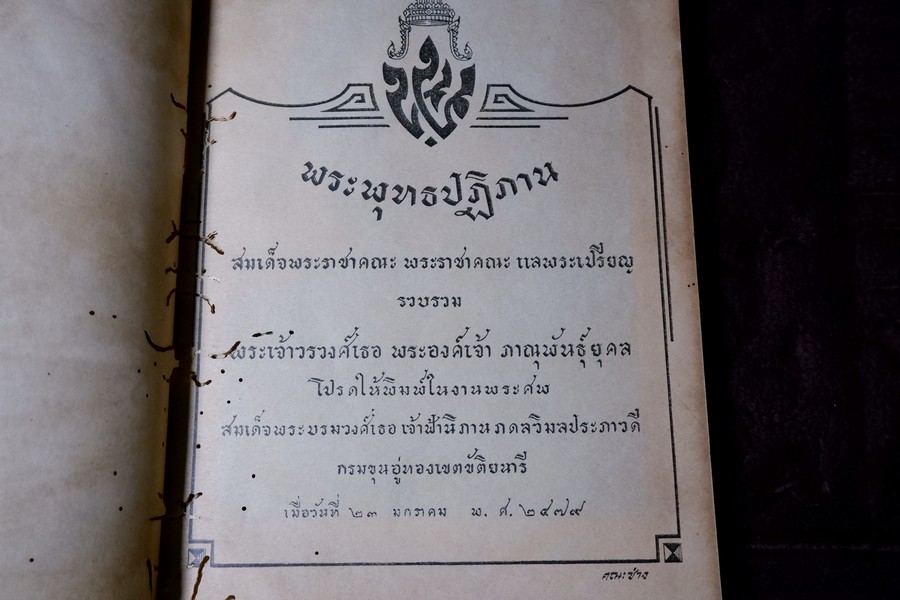 พระพุทธปฏิภาน
สมเด็จพระราชาคณะ พระราชาคณะ แลพระเปรียญ
รวบรวม
พระเจ้าวรวงศ์เธอ พระองค์เจ้า ภาณุพันธุ์ยุคล
โปรดให้พิมพ์ในงานพระศพ
สมเด็จพระบรมวงศ์เธอ เจ้าฟ้านิภานภดลวิมลประภาวดี
กรมขุนอู่ทองเขตขัติยนารี
เมื่อวันที่ ๒๓ มกราคม พ. ศ. ๒๔๗๙
คณะช่าง